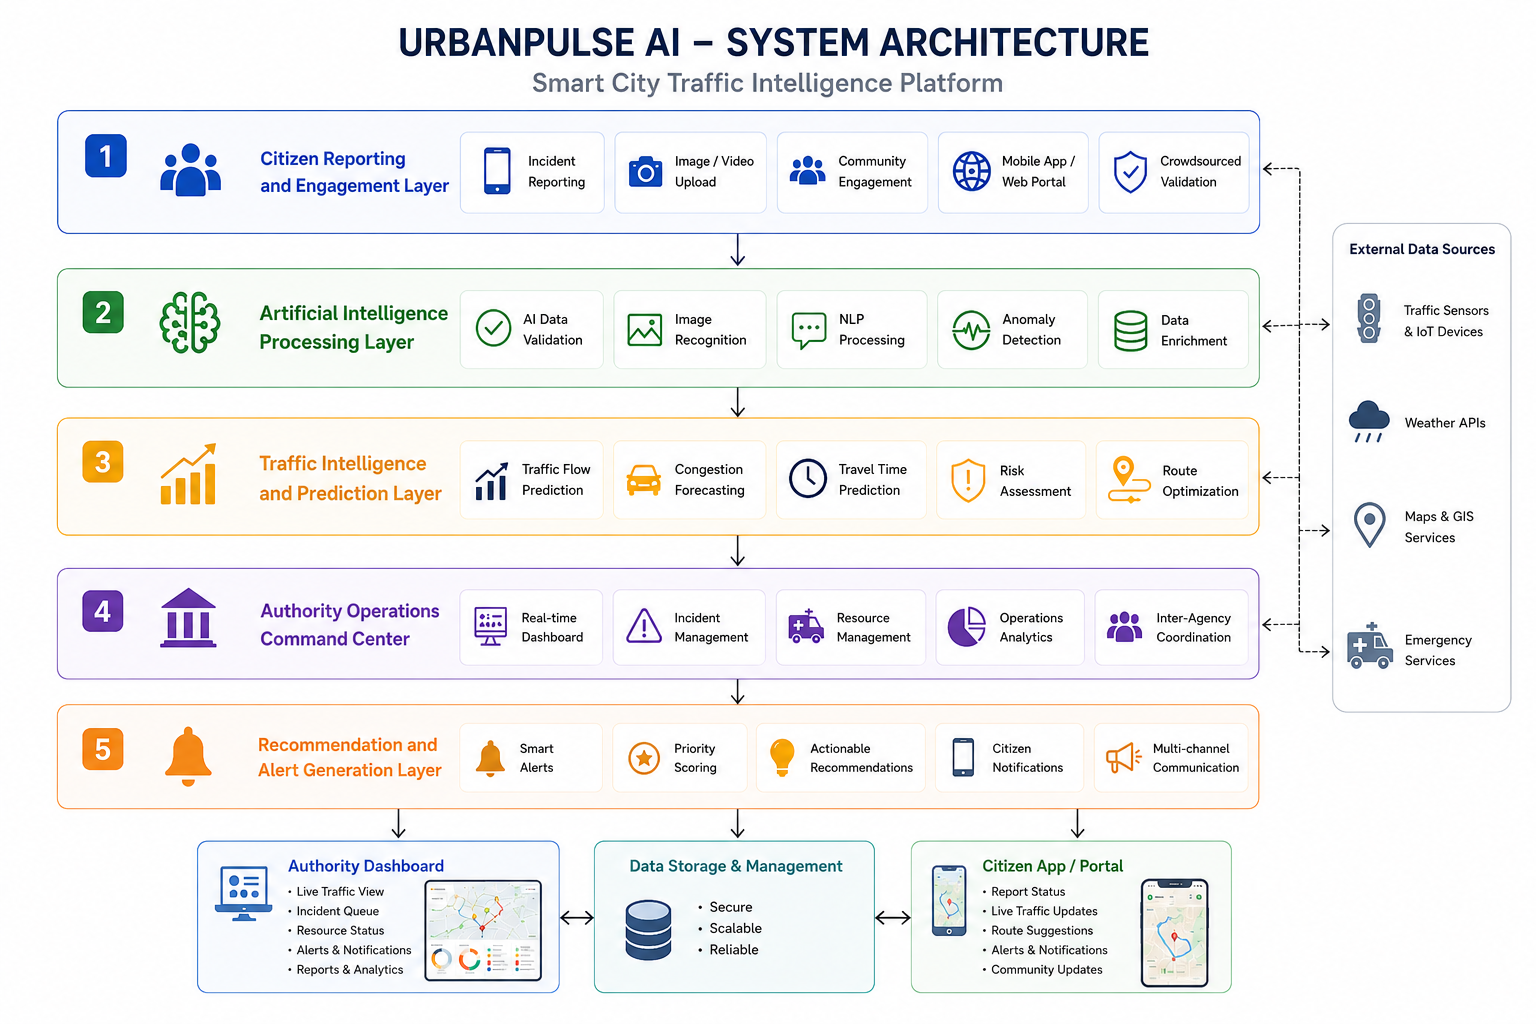 URBANPULSE AI – SYSTEM ARCHITECTURE
Smart City Traffic Intelligence Platform
1
Citizen Reporting
and Engagement Layer
Incident
Reporting
Image / Video
Upload
Community
Engagement
Mobile App /
Web Portal
Crowdsourced
Validation
2
Artificial Intelligence
Processing Layer
AI Data
Validation
Image
Recognition
NLP
Processing
Anomaly
Detection
Data
Enrichment
3
Traffic Intelligence
and Prediction Layer
Traffic Flow
Prediction
Congestion
Forecasting
Travel Time
Prediction
Risk
Assessment
Route
Optimization
4
Authority Operations
Command Center
Real-time
Dashboard
Incident
Management
Resource
Management
Operations
Analytics
Inter-Agency
Coordination
5
Recommendation and
Alert Generation Layer
Smart
Alerts
Priority
Scoring
Actionable
Recommendations
Citizen
Notifications
Multi-channel
Communication
External Data Sources
Traffic Sensors
& IoT Devices
Weather APIs
Maps & GIS
Services
Emergency
Services
Authority Dashboard
• Live Traffic View
• Incident Queue
• Resource Status
• Alerts & Notifications
• Reports & Analytics
Data Storage & Management
• Secure
• Scalable
• Reliable
Citizen App / Portal
• Report Status
• Live Traffic Updates
• Route Suggestions
• Alerts & Notifications
• Community Updates